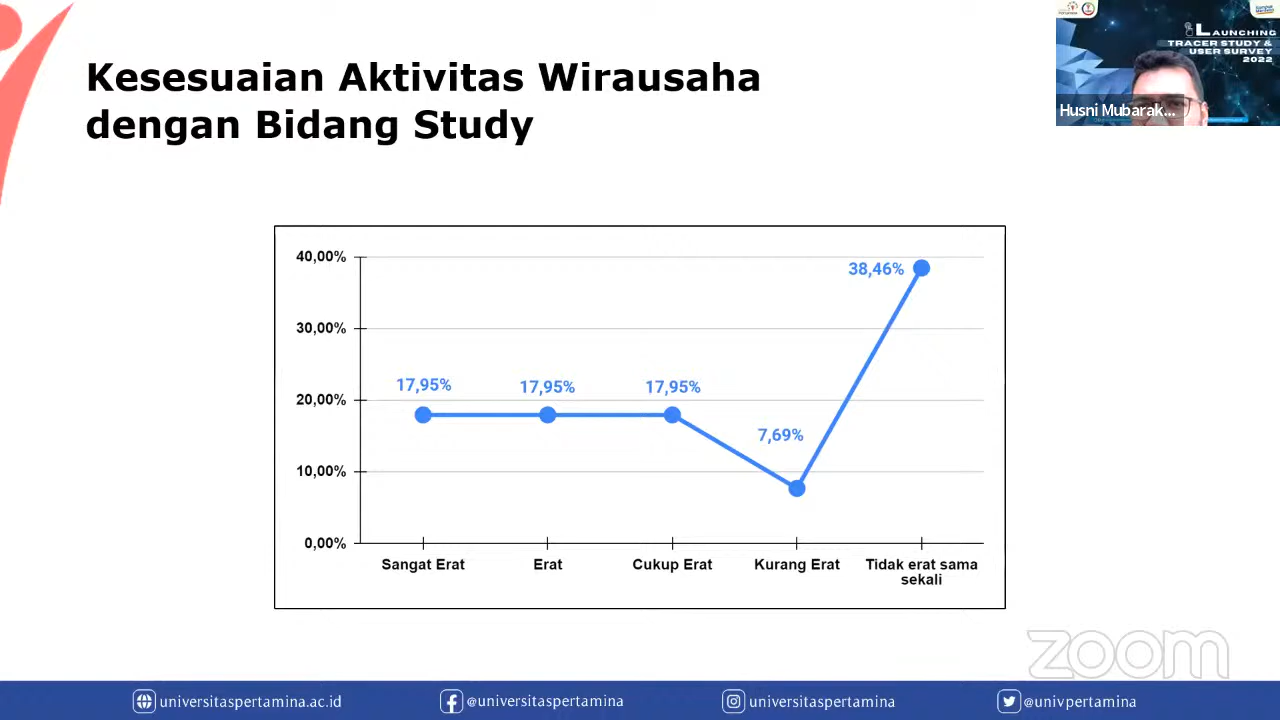 Kesesuaian Aktivitas Wirausaha
dengan Bidang Study
LAUNCHING
TRACER STUDY &
USER SURVEY
2022
Husni Mubarak...
40,00%
30,00%
20,00%
10,00%
0,00%
17,95%
17,95%
17,95%
7,69%
38,46%
Sangat Erat
Erat
Cukup Erat
Kurang Erat
Tidak erat sama
sekali
zoom
universitaspertamina.ac.id
@universitaspertamina
universitaspertamina
@univpertamina